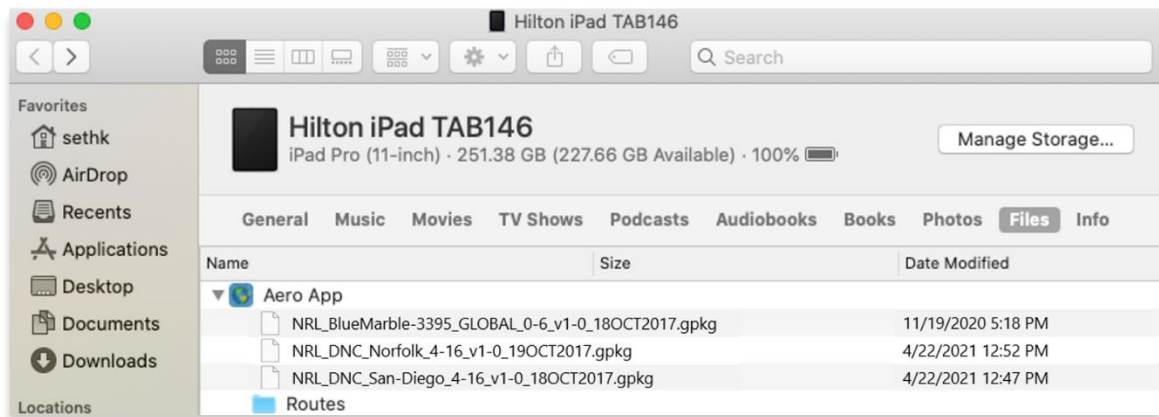 Hilton iPad TAB146
Search
Favorites
sethk
AirDrop
Recents
Applications
Desktop
Documents
Downloads
Locations
Hilton iPad TAB146
iPad Pro (11-inch) · 251.38 GB (227.66 GB Available) · 100%
Manage Storage...
General Music Movies TV Shows Podcasts Audiobooks Books Photos Files Info
Name Size Date Modified
Aero App
NRL_BlueMarble-3395_GLOBAL_0-6_v1-0_18OCT2017.gpkg 11/19/2020 5:18 PM
NRL_DNC_Norfolk_4-16_v1-0_19OCT2017.gpkg 4/22/2021 12:52 PM
NRL_DNC_San-Diego_4-16_v1-0_18OCT2017.gpkg 4/22/2021 12:47 PM
Routes